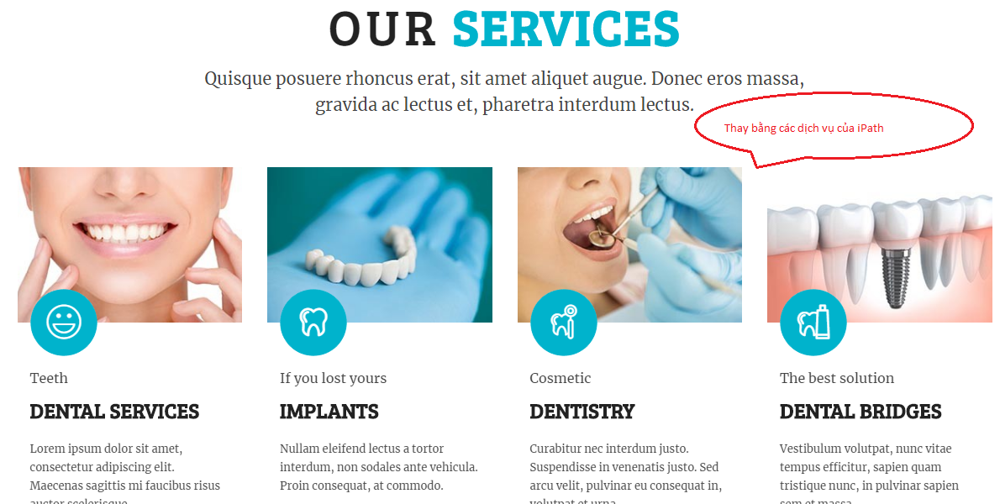 OUR SERVICES
Quisque posuere rhoncus erat, sit amet aliquet augue. Donec eros massa,
gravida ac lectus et, pharetra interdum lectus.
Thay bằng các dịch vụ của iPath
Teeth
DENTAL SERVICES
Lorem ipsum dolor sit amet,
consectetur adipiscing elit.
Maecenas sagittis mi faucibus risus
auctor scelerisque
If you lost yours
IMPLANTS
Nullam eleifend lectus a tortor
interdum, non sodales ante vehicula.
Proin consequat, at commodo.
Cosmetic
DENTISTRY
Curabitur nec interdum justo.
Suspendisse in venenatis justo. Sed
arcu velit, pulvinar eu consequat in,
volutpat et urna
The best solution
DENTAL BRIDGES
Vestibulum volutpat, nunc vitae
tempus efficitur, sapien quam
tristique nunc, in pulvinar sapien
sem et massa